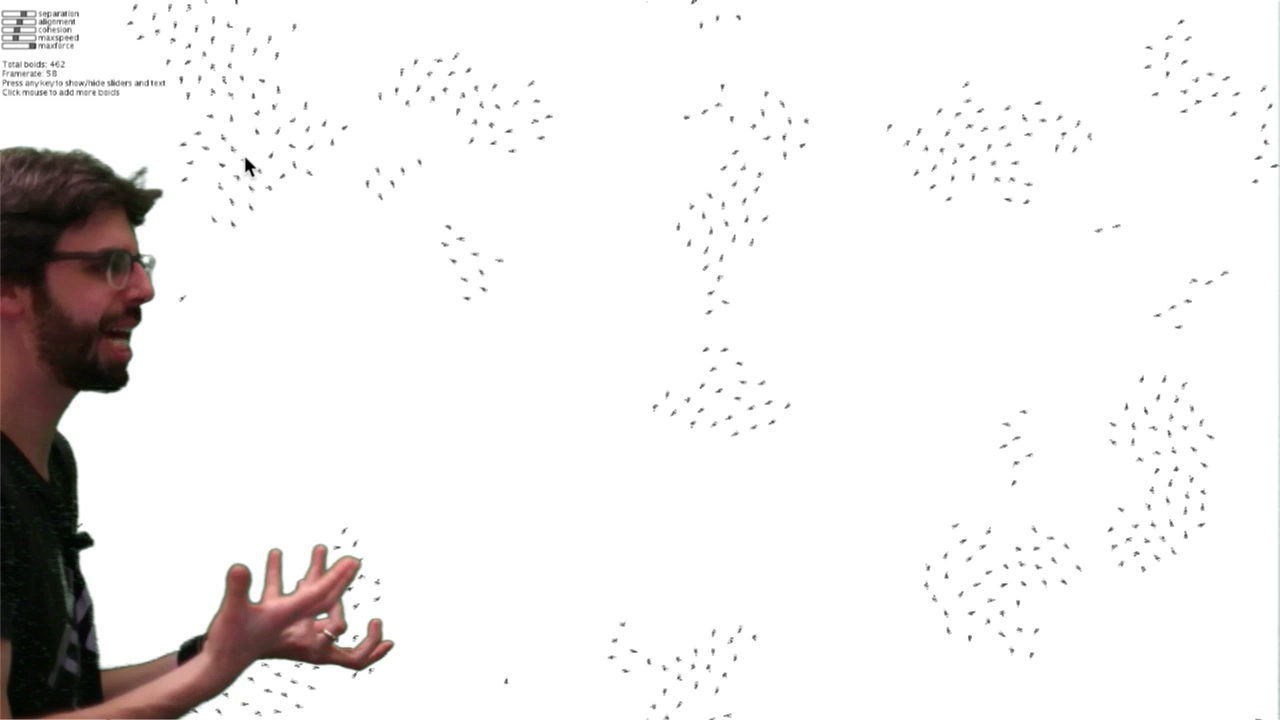 separation
alignment
cohesion
maxspeed
maxforce
Total boids: 462
Framerate: 58
Press any key to show/hide sliders and text
Click mouse to add more boids